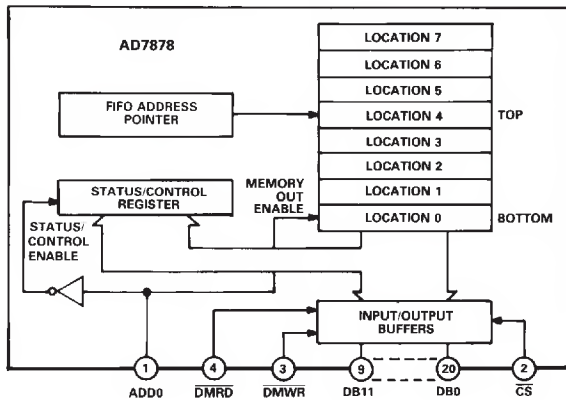 AD7878
LOCATION 7
LOCATION 6
LOCATION 5
FIFO ADDRESS
POINTER
LOCATION 4
TOP
LOCATION 3
LOCATION 2
LOCATION 1
STATUS/CONTROL
REGISTER
MEMORY
OUT
ENABLE
LOCATION 0
BOTTOM
STATUS/
CONTROL
ENABLE
INPUT/OUTPUT
BUFFERS
1
4
3
9
20
2
ADD0
DMRD
DMWR
DB11
DB0
CS